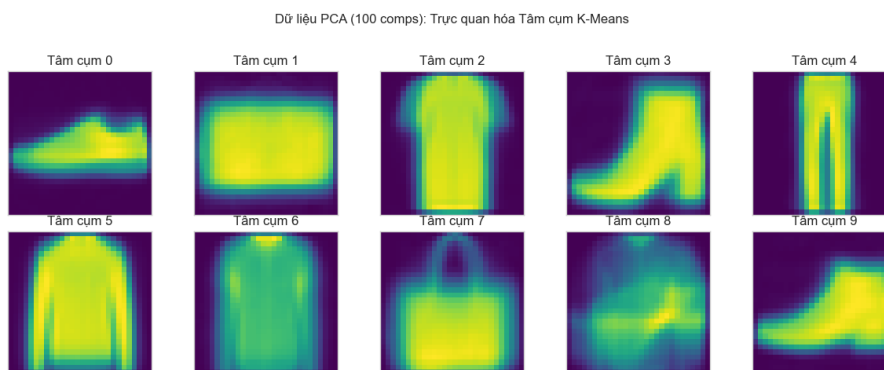 Dữ liệu PCA (100 comps): Trực quan hóa Tâm cụm K-Means
Tâm cụm 0
Tâm cụm 1
Tâm cụm 2
Tâm cụm 3
Tâm cụm 4
Tâm cụm 5
Tâm cụm 6
Tâm cụm 7
Tâm cụm 8
Tâm cụm 9